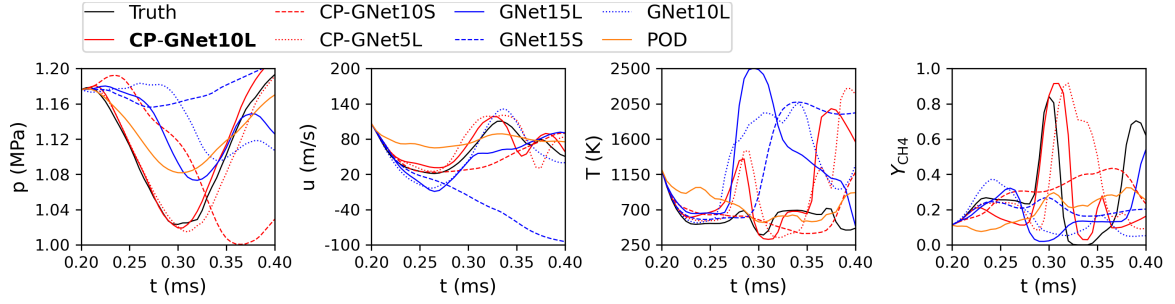 Truth CP-GNet10S GNet15L GNet10L
CP-GNet10L CP-GNet5L GNet15S POD
p (MPa)
1.20
1.16
1.12
1.08
1.04
1.00
0.20 0.25 0.30 0.35 0.40
t (ms)
u (m/s)
200
140
80
20
-40
-100
0.20 0.25 0.30 0.35 0.40
t (ms)
T (K)
2500
2050
1600
1150
700
250
0.20 0.25 0.30 0.35 0.40
t (ms)
YCH4
1.0
0.8
0.6
0.4
0.2
0.0
0.20 0.25 0.30 0.35 0.40
t (ms)